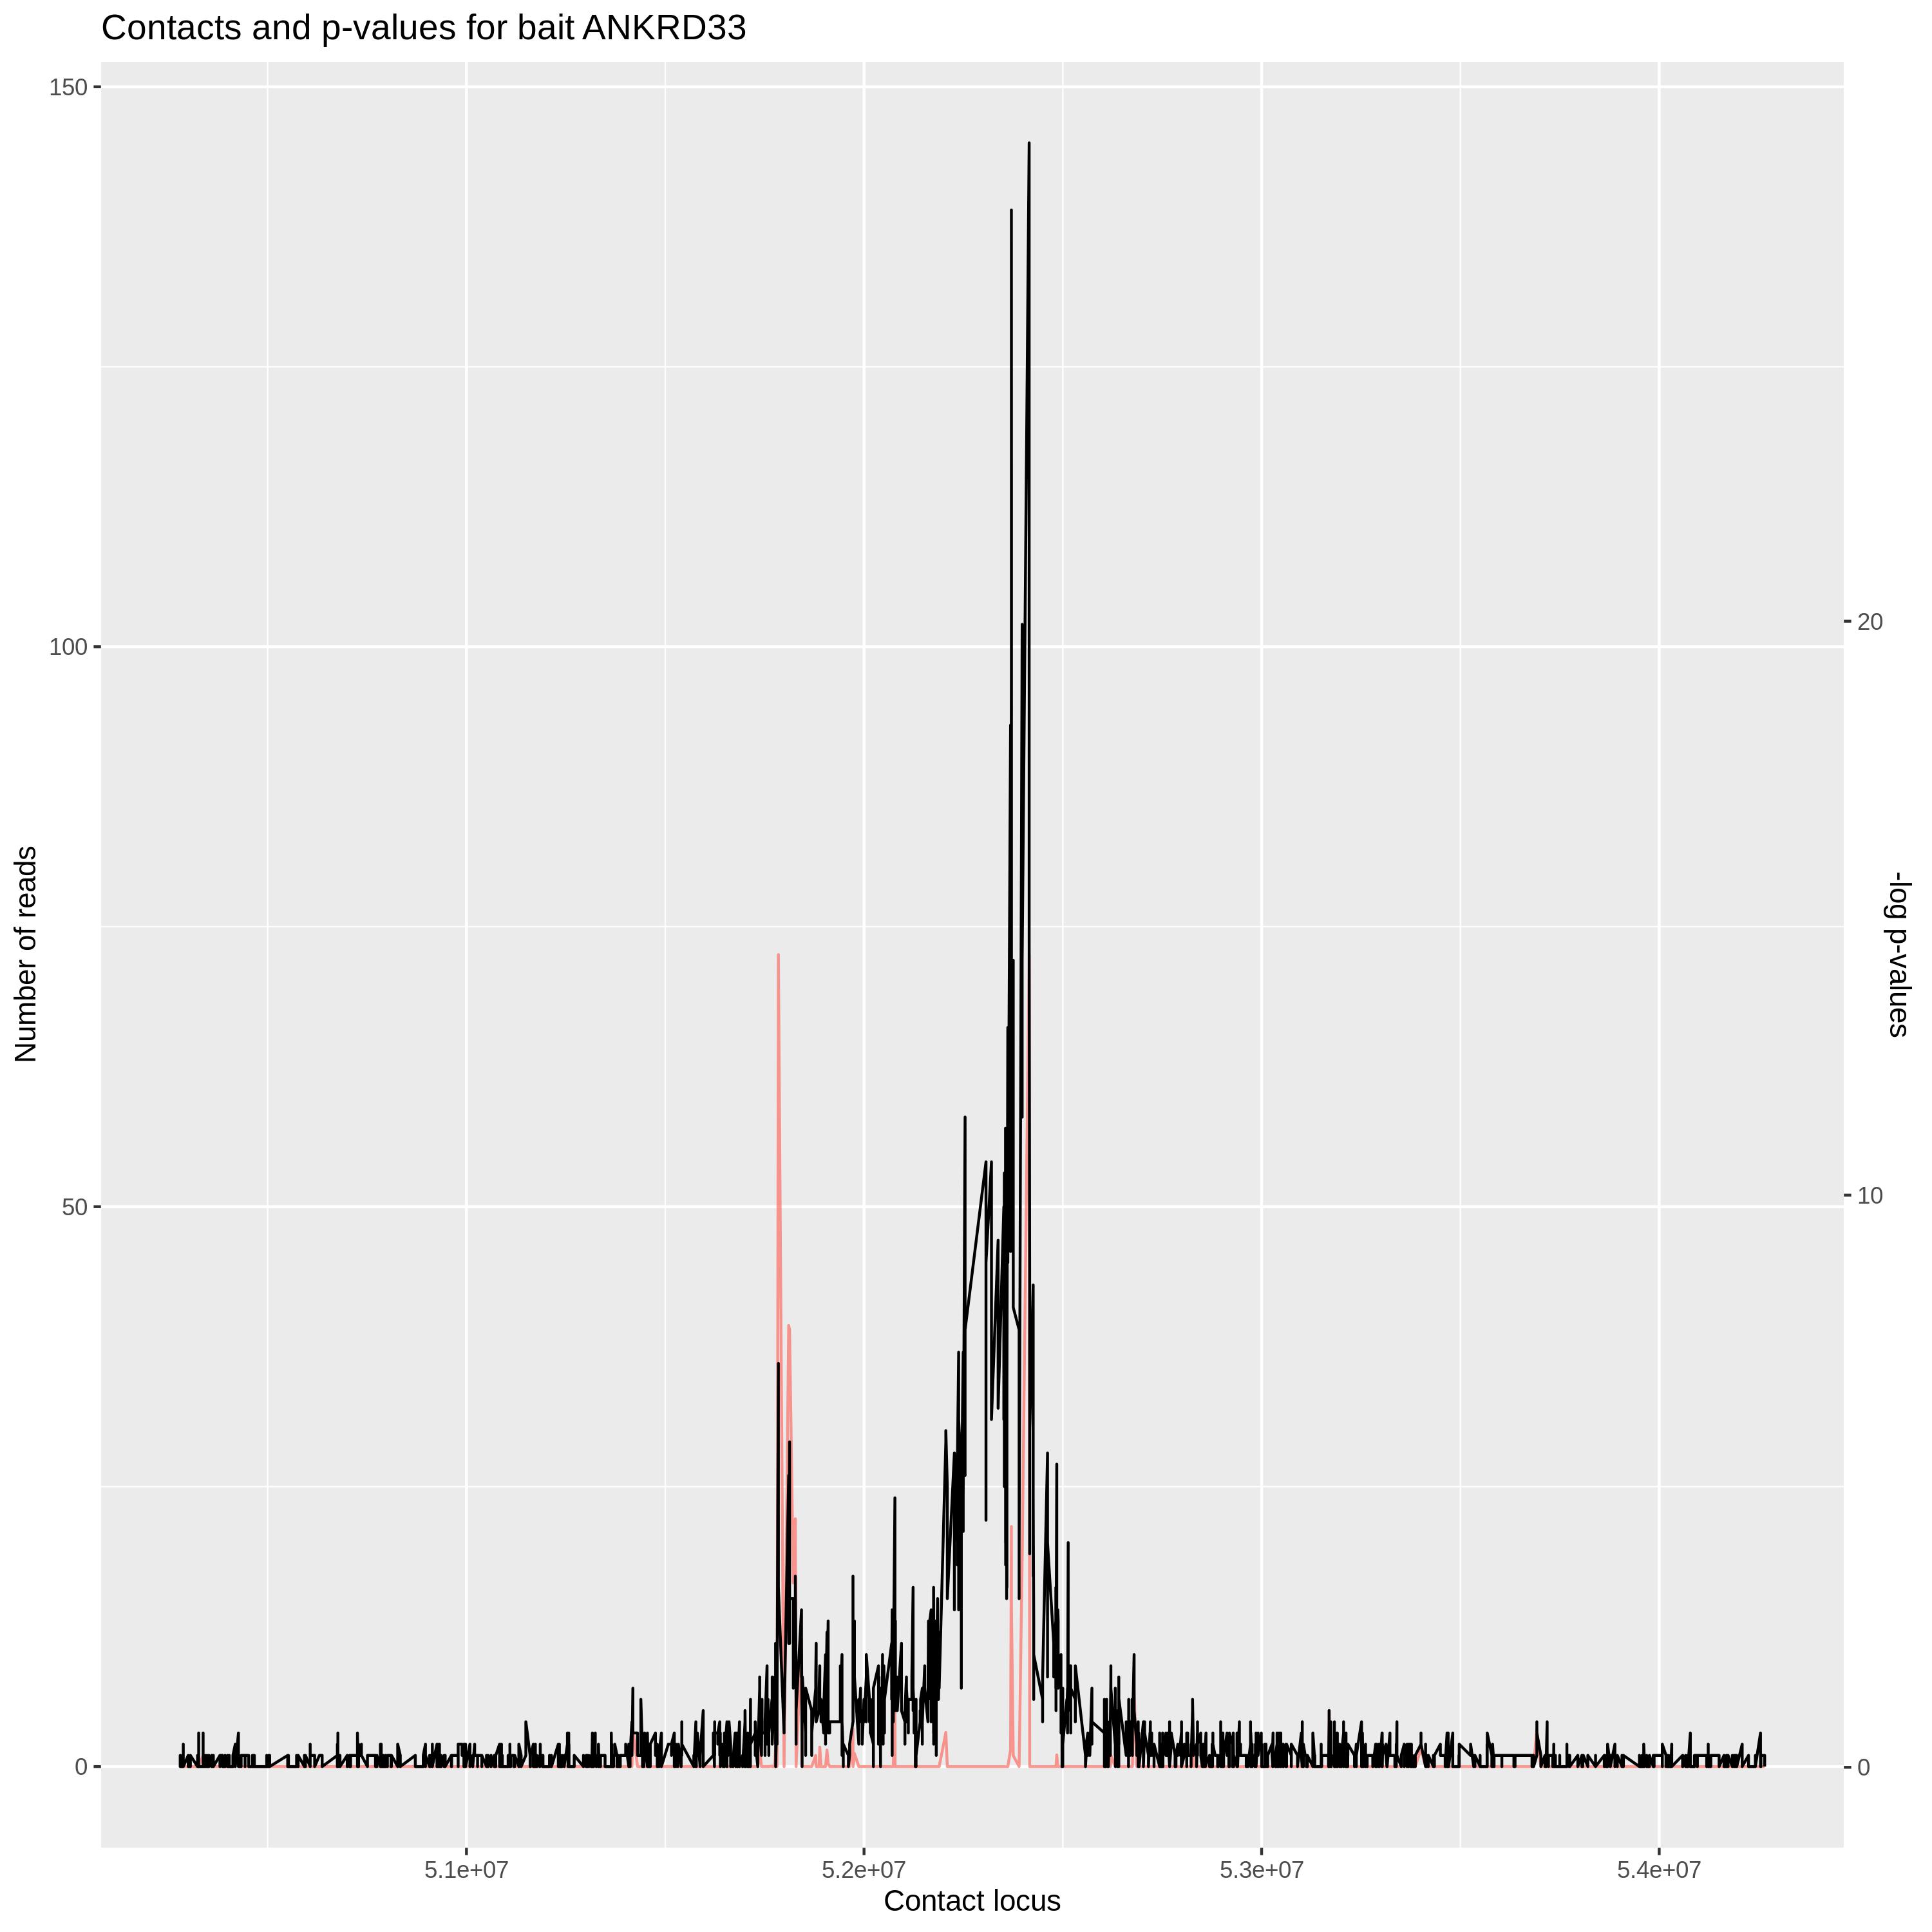 Contacts and p-values for bait ANKRD33
150
100
50
0
Number of reads
20
10
0
-log p-values
5.1e+07
5.2e+07
5.3e+07
5.4e+07
Contact locus